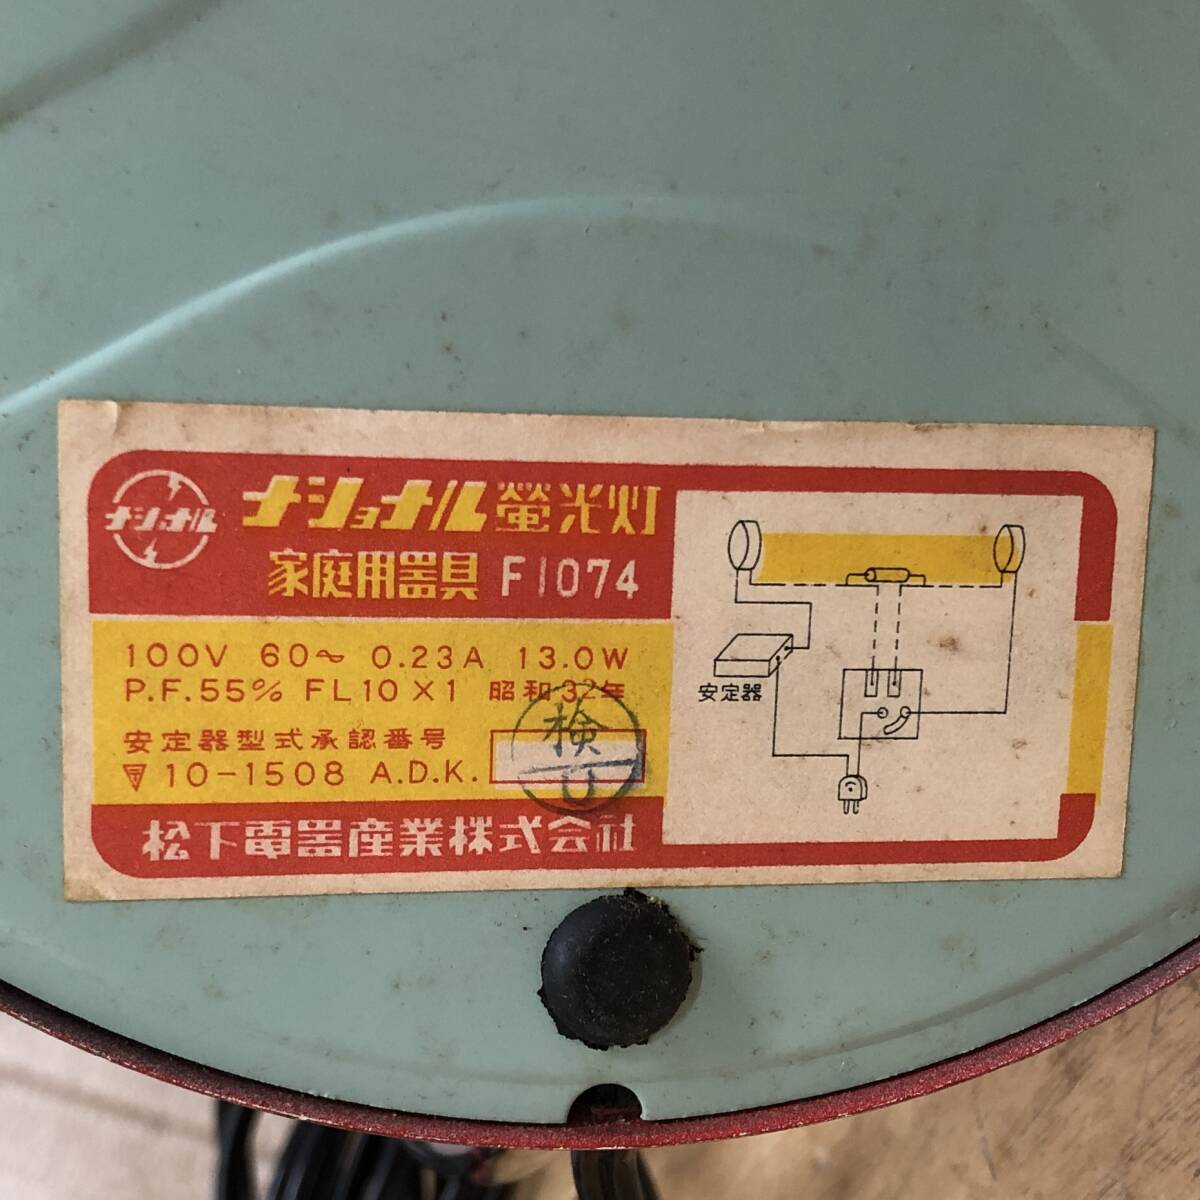 ナショナル
ナショナル螢光灯
家庭用器具 F1074
100V 60～ 0.23A 13.0W
P.F.55% FL10×1 昭和32年
安定器型式承認番号
〒10-1508 A.D.K.
検
U
松下電器産業株式会社
安定器